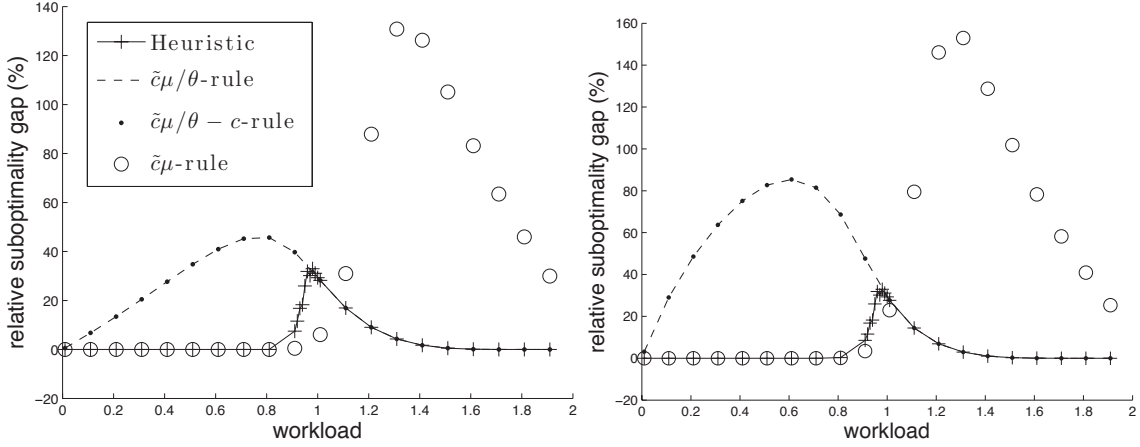 relative suboptimality gap (%)
140
120
100
80
60
40
20
0
−20
Heuristic
c̃μ/θ-rule
c̃μ/θ − c-rule
c̃μ-rule
0 0.2 0.4 0.6 0.8 1 1.2 1.4 1.6 1.8 2
workload
relative suboptimality gap (%)
160
140
120
100
80
60
40
20
0
−20
0 0.2 0.4 0.6 0.8 1 1.2 1.4 1.6 1.8 2
workload